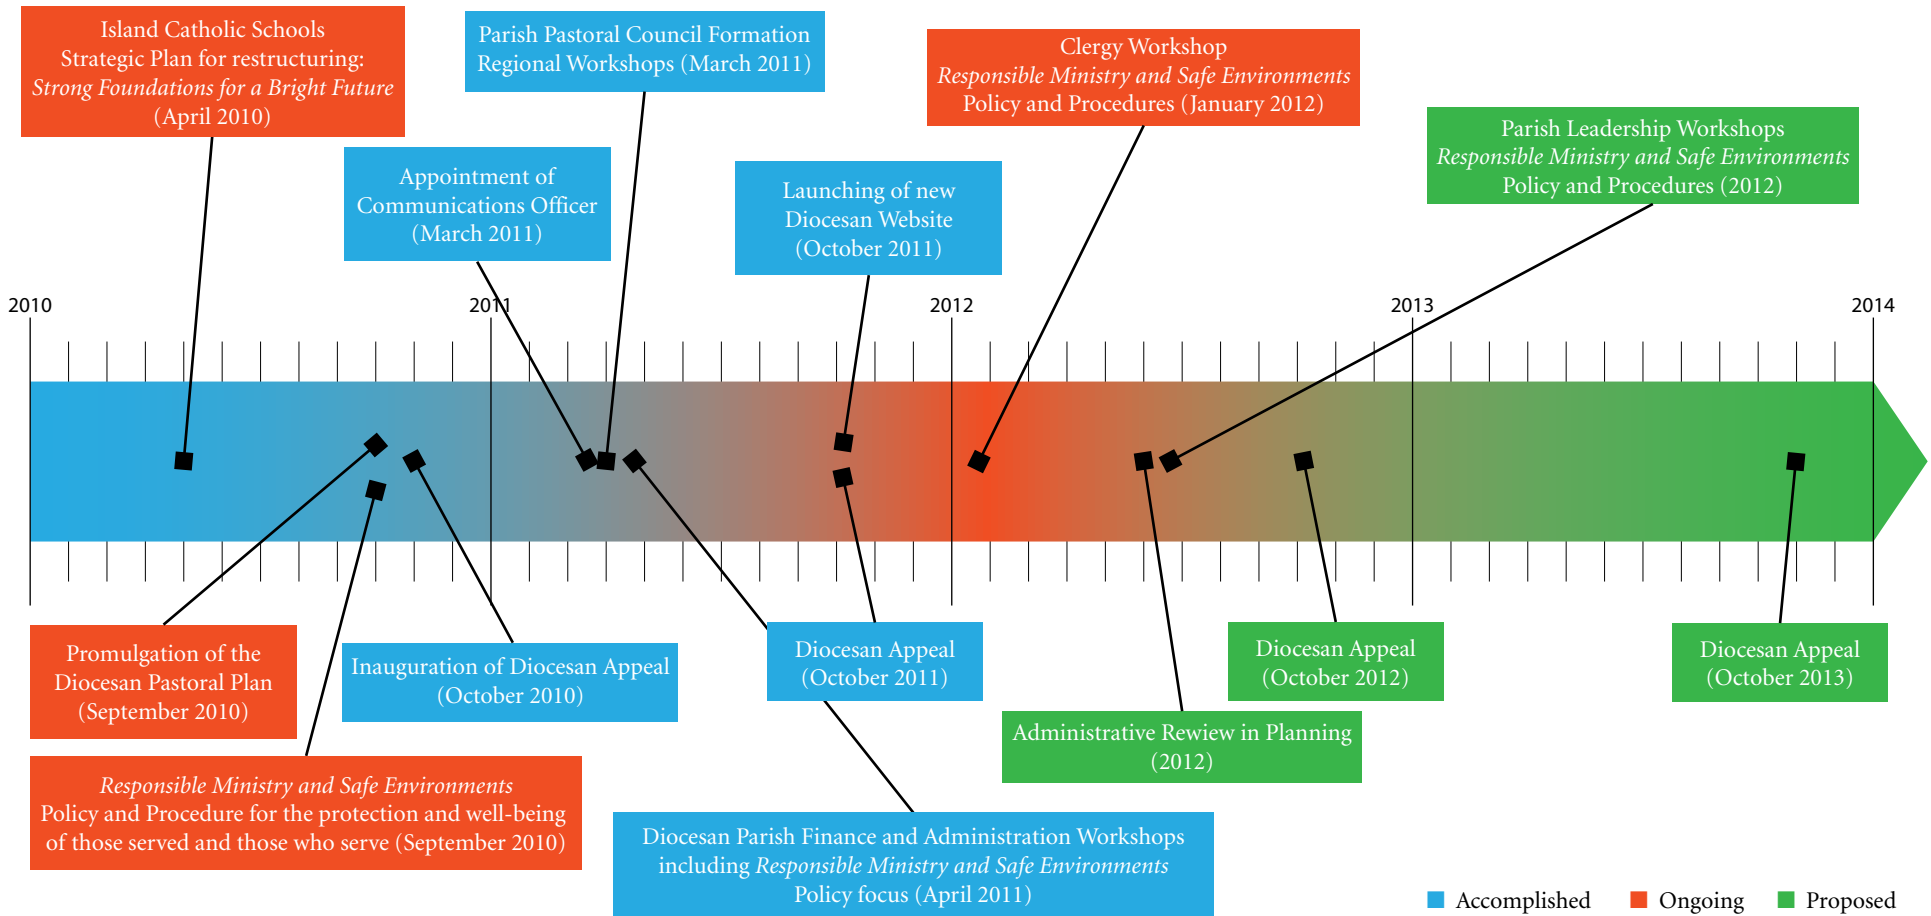 Island Catholic Schools
Strategic Plan for restructuring:
Strong Foundations for a Bright Future
(April 2010)
Parish Pastoral Council Formation
Regional Workshops (March 2011)
Clergy Workshop
Responsible Ministry and Safe Environments
Policy and Procedures (January 2012)
Parish Leadership Workshops
Responsible Ministry and Safe Environments
Policy and Procedures (2012)
Appointment of
Communications Officer
(March 2011)
Launching of new
Diocesan Website
(October 2011)
2010
2011
2012
2013
2014
Promulgation of the
Diocesan Pastoral Plan
(September 2010)
Inauguration of Diocesan Appeal
(October 2010)
Diocesan Appeal
(October 2011)
Diocesan Appeal
(October 2012)
Diocesan Appeal
(October 2013)
Administrative Rewiew in Planning
(2012)
Responsible Ministry and Safe Environments
Policy and Procedure for the protection and well-being
of those served and those who serve (September 2010)
Diocesan Parish Finance and Administration Workshops
including Responsible Ministry and Safe Environments
Policy focus (April 2011)
Accomplished
Ongoing
Proposed